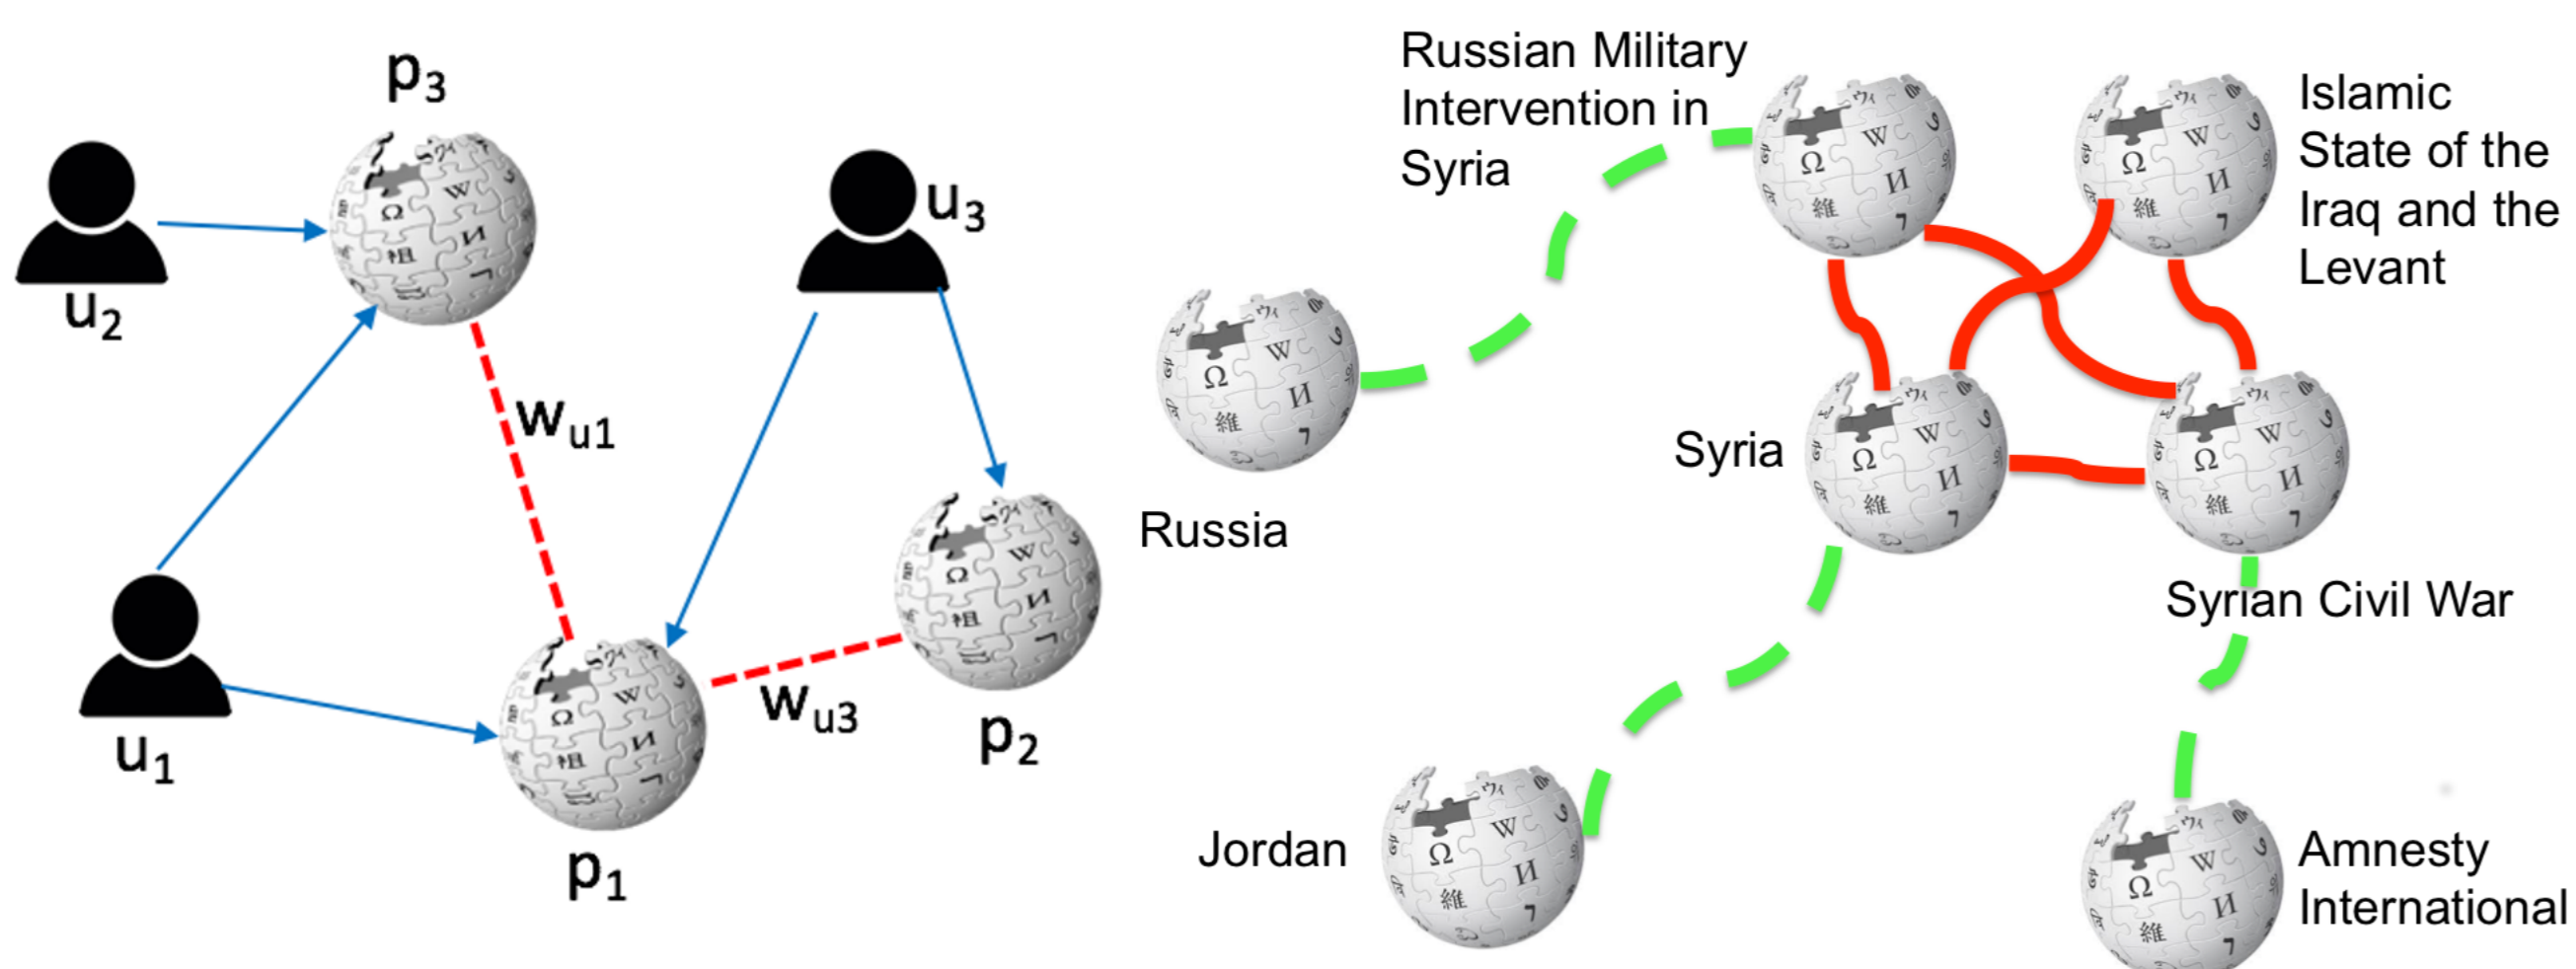 p3
u2
u3
wu1
u1
wu3
p2
p1
Russian Military
Intervention in
Syria
Islamic
State of the
Iraq and the
Levant
Russia
Syria
Syrian Civil War
Jordan
Amnesty
International